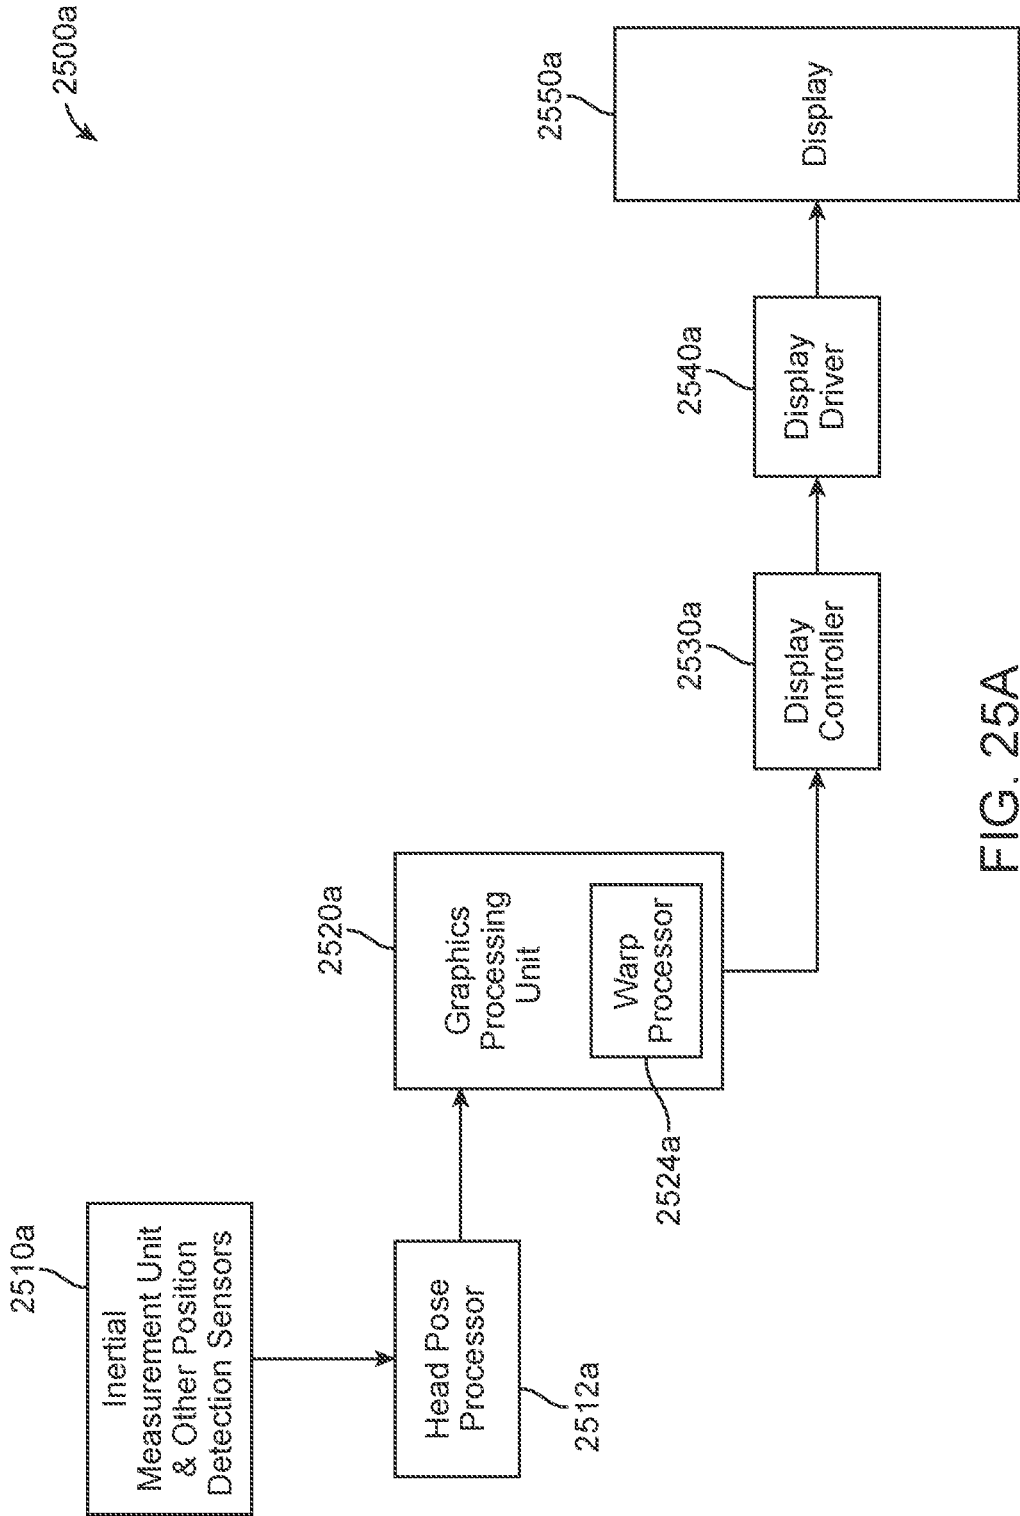 2500a
2510a
Inertial
Measurement Unit
& Other Position
Detection Sensors
Head Pose
Processor
2512a
2520a
Graphics
Processing
Unit
Warp
Processor
2524a
2530a
Display
Controller
2540a
Display
Driver
2550a
Display
FIG. 25A